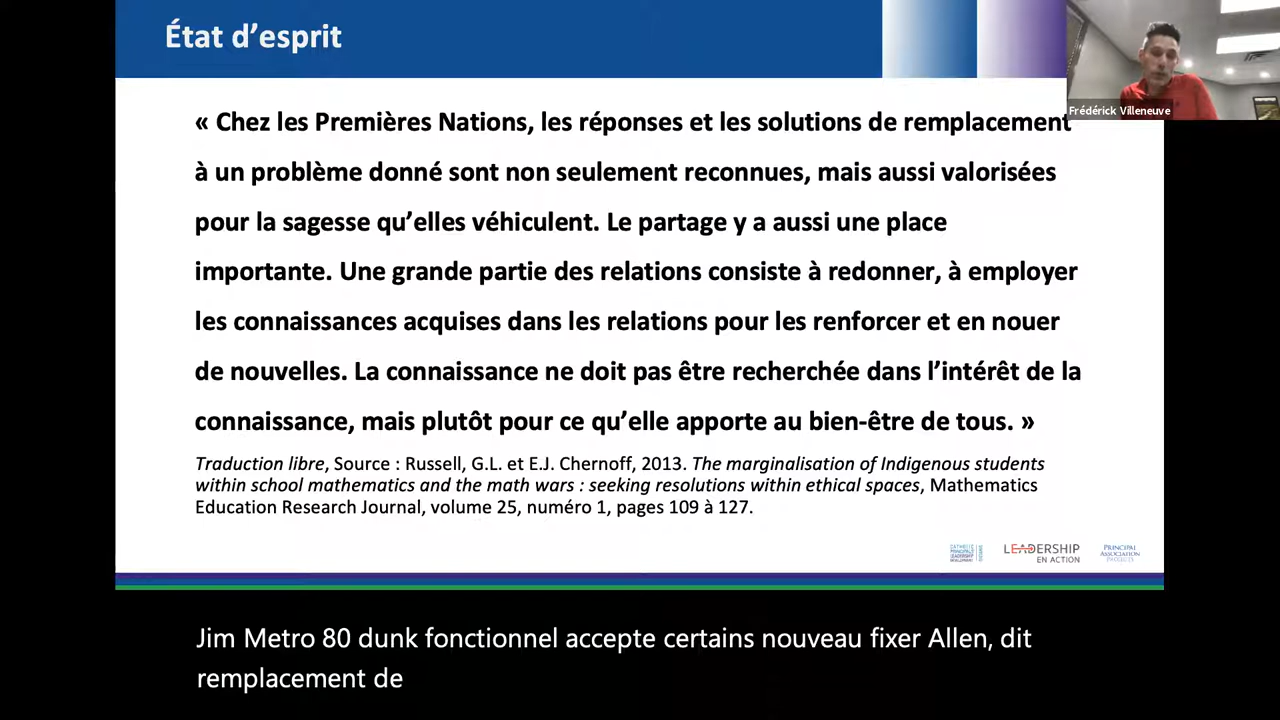 État d’esprit
Frédérick Villeneuve
« Chez les Premières Nations, les réponses et les solutions de remplacement
à un problème donné sont non seulement reconnues, mais aussi valorisées
pour la sagesse qu’elles véhiculent. Le partage y a aussi une place
importante. Une grande partie des relations consiste à redonner, à employer
les connaissances acquises dans les relations pour les renforcer et en nouer
de nouvelles. La connaissance ne doit pas être recherchée dans l’intérêt de la
connaissance, mais plutôt pour ce qu’elle apporte au bien-être de tous. »
Traduction libre, Source : Russell, G.L. et E.J. Chernoff, 2013. The marginalisation of Indigenous students
within school mathematics and the math wars : seeking resolutions within ethical spaces, Mathematics
Education Research Journal, volume 25, numéro 1, pages 109 à 127.
LEADERSHIP
EN ACTION
PRINCIPAL
ASSOCIATION
PROJECTS
Jim Metro 80 dunk fonctionnel accepte certains nouveau fixer Allen, dit
remplacement de